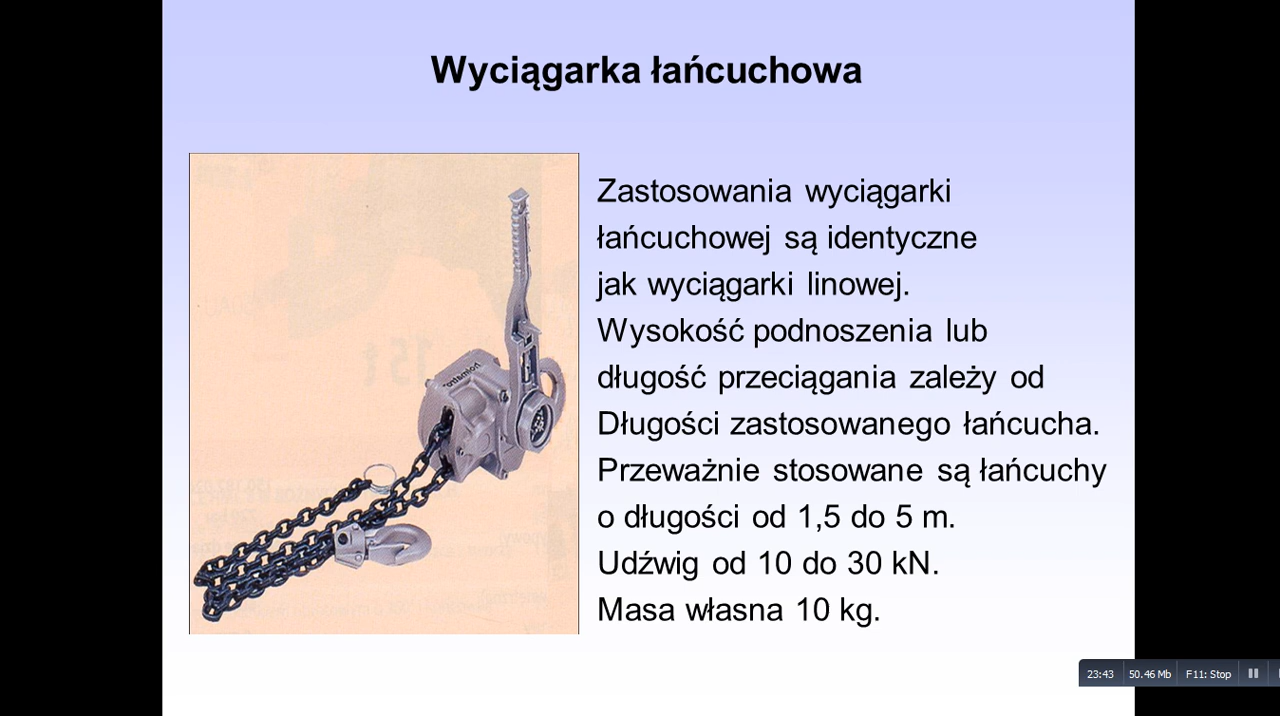 Wyciągarka łańcuchowa
Zastosowania wyciągarki
łańcuchowej są identyczne
jak wyciągarki linowej.
Wysokość podnoszenia lub
długość przeciągania zależy od
Długości zastosowanego łańcucha.
Przeważnie stosowane są łańcuchy
o długości od 1,5 do 5 m.
Udźwig od 10 do 30 kN.
Masa własna 10 kg.
23:43 50.46 Mb F11: Stop